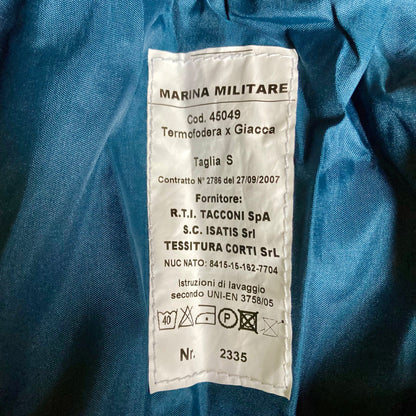 MARINA MILITARE
Cod. 45049
Termofodera x Giacca
Taglia S
Contratto N° 2786 del 27/09/2007
Fornitore:
R.T.I. TACCONI SpA
S.C. ISATIS Srl
TESSITURA CORTI SrL
NUC NATO: 8415-15-162-7704
Istruzioni di lavaggio
secondo UNI-EN 3758/05
40 P
Nr. 2335